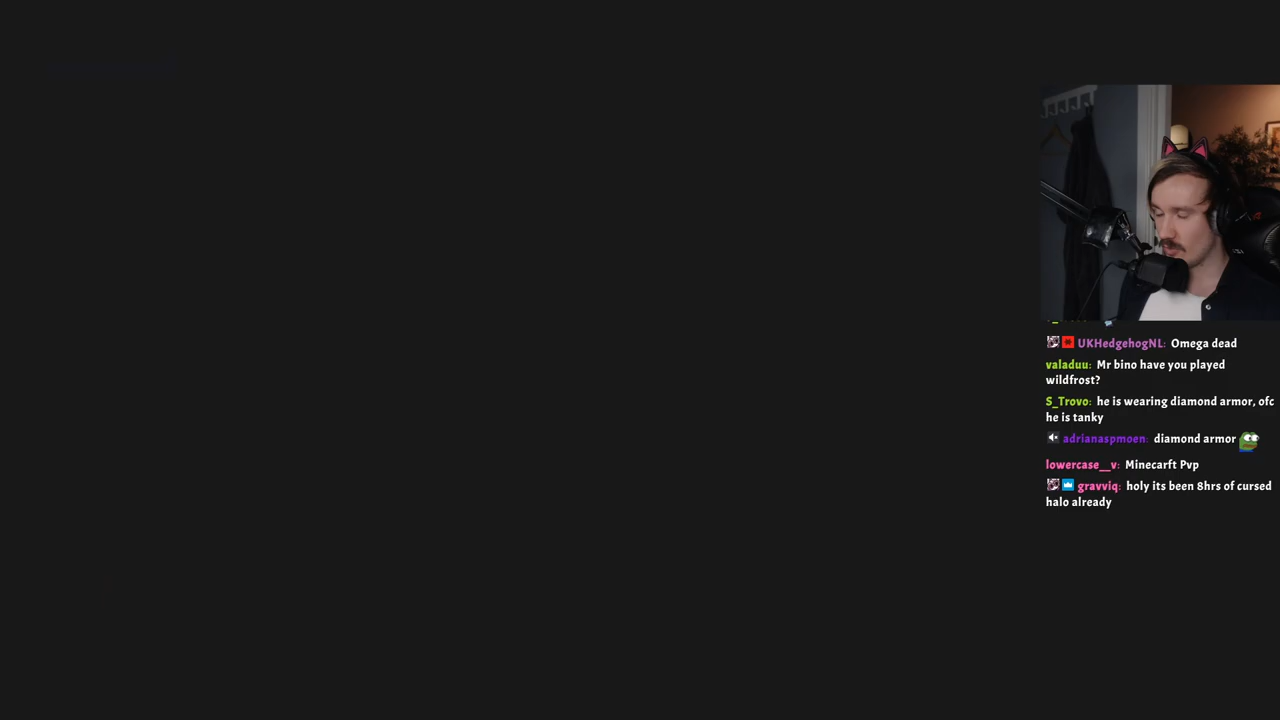 UKHedgehogNL: Omega dead
valaduu: Mr bino have you played
wildfrost?
S_Trovo: he is wearing diamond armor, ofc
he is tanky
adrianaspmoen: diamond armor
lowercase__v: Minecarft Pvp
gravviq: holy its been 8hrs of cursed
halo already